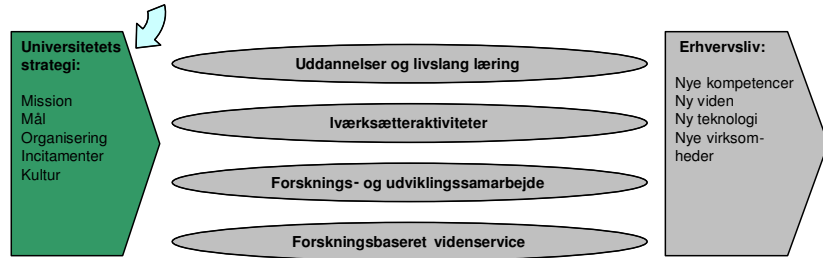 Universitetets
strategi:
Mission
Mål
Organisering
Incitamenter
Kultur
Uddannelser og livslang læring
Iværksætteraktiviteter
Forsknings- og udviklingssamarbejde
Forskningsbaseret videnservice
Erhvervsliv:
Nye kompetencer
Ny viden
Ny teknologi
Nye virksom-
heder